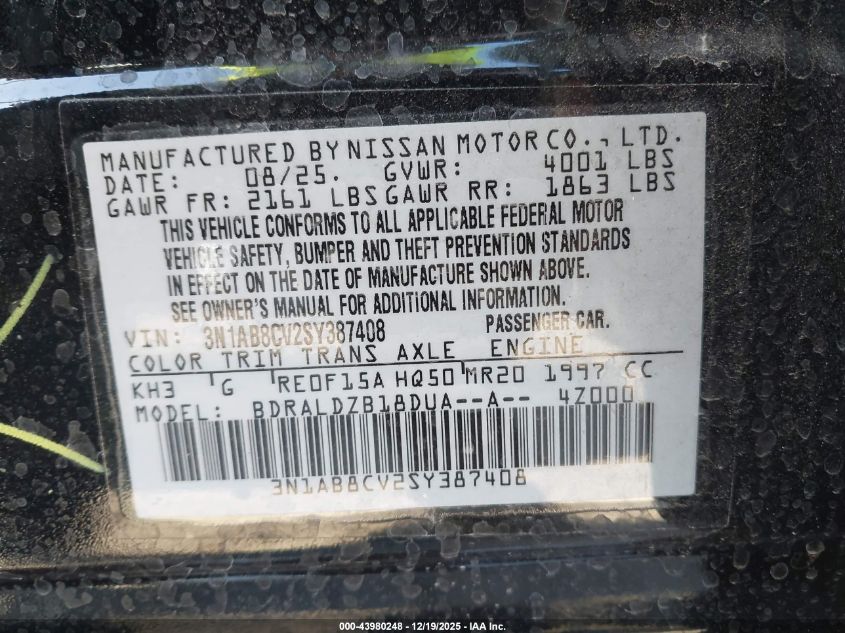 MANUFACTURED BY NISSAN MOTOR CO., LTD.
DATE: 08/25. GVWR: 4001 LBS
GAWR FR: 2161 LBS GAWR RR: 1863 LBS
THIS VEHICLE CONFORMS TO ALL APPLICABLE FEDERAL MOTOR
VEHICLE SAFETY, BUMPER AND THEFT PREVENTION STANDARDS
IN EFFECT ON THE DATE OF MANUFACTURE SHOWN ABOVE.
SEE OWNER'S MANUAL FOR ADDITIONAL INFORMATION.
VIN: 3N1AB8CV2SY387408 PASSENGER CAR.
COLOR TRIM TRANS AXLE ENGINE
KH3 G RE0F15A HQ50 MR20 1997 CC
MODEL: BDRALDZB18DUA--A-- 4Z000
3N1AB8CV2SY387408
000-43980248 - 12/19/2025 - IAA Inc.